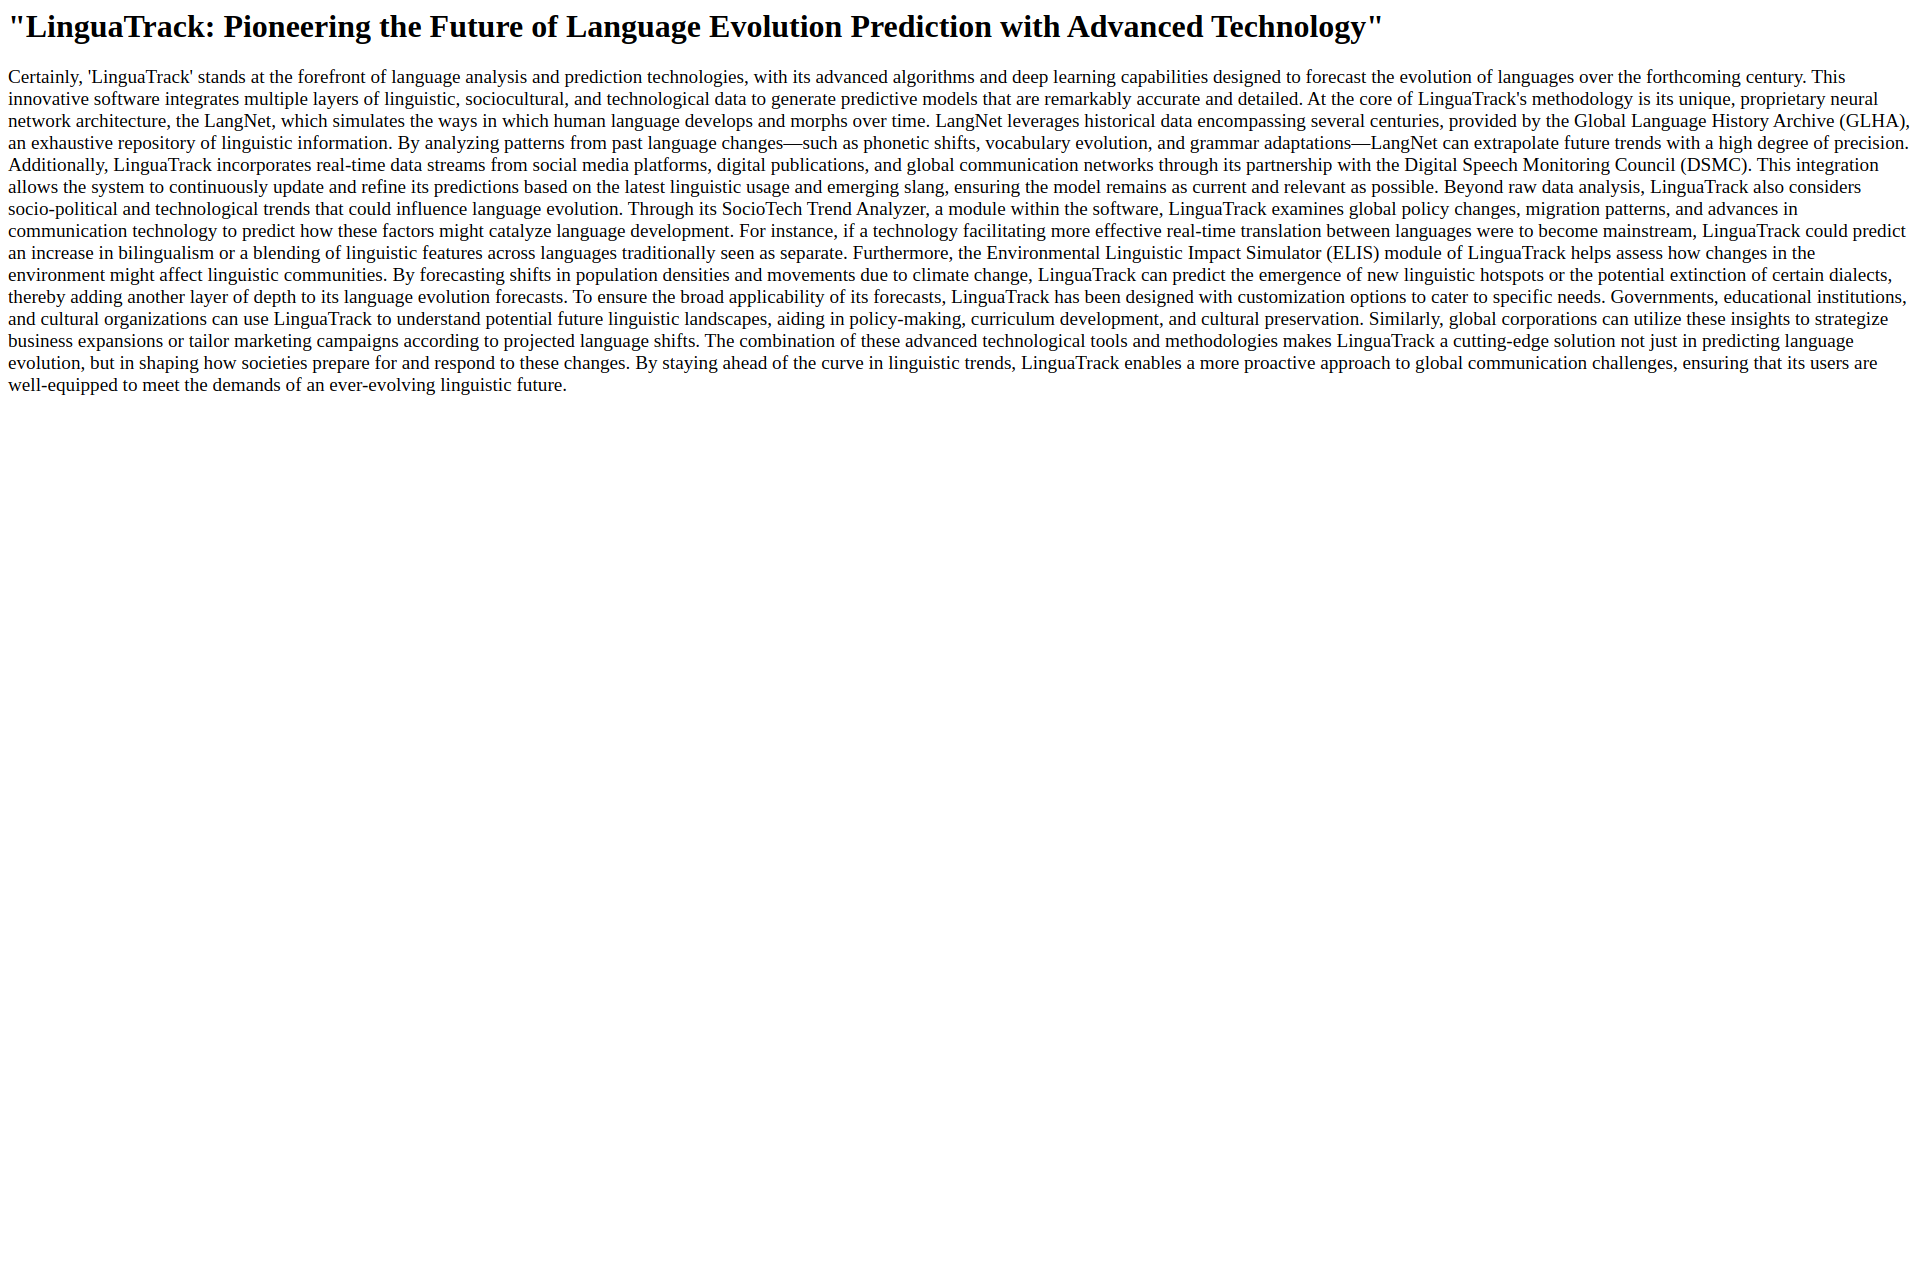 "LinguaTrack: Pioneering the Future of Language Evolution Prediction with Advanced Technology"
Certainly, 'LinguaTrack' stands at the forefront of language analysis and prediction technologies, with its advanced algorithms and deep learning capabilities designed to forecast the evolution of languages over the forthcoming century. This
innovative software integrates multiple layers of linguistic, sociocultural, and technological data to generate predictive models that are remarkably accurate and detailed. At the core of LinguaTrack's methodology is its unique, proprietary neural
network architecture, the LangNet, which simulates the ways in which human language develops and morphs over time. LangNet leverages historical data encompassing several centuries, provided by the Global Language History Archive (GLHA),
an exhaustive repository of linguistic information. By analyzing patterns from past language changes—such as phonetic shifts, vocabulary evolution, and grammar adaptations—LangNet can extrapolate future trends with a high degree of precision.
Additionally, LinguaTrack incorporates real-time data streams from social media platforms, digital publications, and global communication networks through its partnership with the Digital Speech Monitoring Council (DSMC). This integration
allows the system to continuously update and refine its predictions based on the latest linguistic usage and emerging slang, ensuring the model remains as current and relevant as possible. Beyond raw data analysis, LinguaTrack also considers
socio-political and technological trends that could influence language evolution. Through its SocioTech Trend Analyzer, a module within the software, LinguaTrack examines global policy changes, migration patterns, and advances in
communication technology to predict how these factors might catalyze language development. For instance, if a technology facilitating more effective real-time translation between languages were to become mainstream, LinguaTrack could predict
an increase in bilingualism or a blending of linguistic features across languages traditionally seen as separate. Furthermore, the Environmental Linguistic Impact Simulator (ELIS) module of LinguaTrack helps assess how changes in the
environment might affect linguistic communities. By forecasting shifts in population densities and movements due to climate change, LinguaTrack can predict the emergence of new linguistic hotspots or the potential extinction of certain dialects,
thereby adding another layer of depth to its language evolution forecasts. To ensure the broad applicability of its forecasts, LinguaTrack has been designed with customization options to cater to specific needs. Governments, educational institutions,
and cultural organizations can use LinguaTrack to understand potential future linguistic landscapes, aiding in policy-making, curriculum development, and cultural preservation. Similarly, global corporations can utilize these insights to strategize
business expansions or tailor marketing campaigns according to projected language shifts. The combination of these advanced technological tools and methodologies makes LinguaTrack a cutting-edge solution not just in predicting language
evolution, but in shaping how societies prepare for and respond to these changes. By staying ahead of the curve in linguistic trends, LinguaTrack enables a more proactive approach to global communication challenges, ensuring that its users are
well-equipped to meet the demands of an ever-evolving linguistic future.